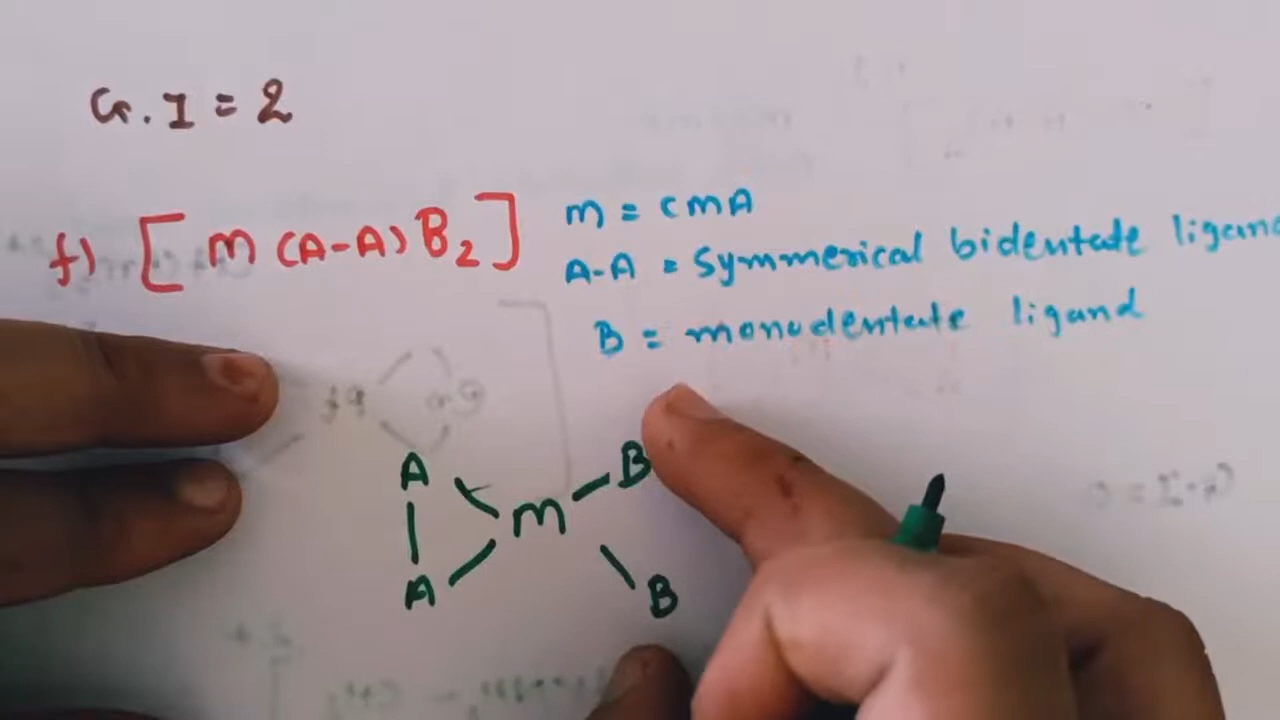 G.I = 2
f) [M(A-A)B2]
M = CMA
A-A = Symmerical bidentate ligand
B = monodentate ligand
A M B
A B